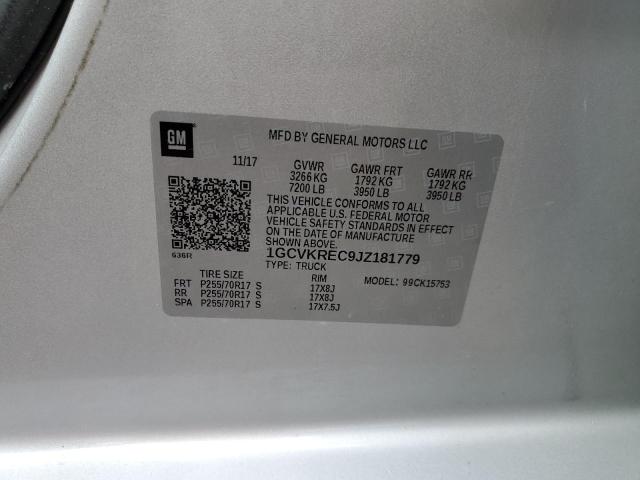 GM
MFD BY GENERAL MOTORS LLC
11/17 GVWR GAWR FRT GAWR RR
3266 KG 1792 KG 1792 KG
7200 LB 3950 LB 3950 LB
THIS VEHICLE CONFORMS TO ALL
APPLICABLE U.S. FEDERAL MOTOR
VEHICLE SAFETY STANDARDS IN EFFECT
ON THE DATE OF MANUFACTURE
SHOWN ABOVE.
636R
1GCVKREC9JZ181779
TYPE: TRUCK MODEL: 99CK15753
TIRE SIZE RIM
FRT P255/70R17 S 17X8J
RR P255/70R17 S 17X8J
SPA P255/70R17 S 17X7.5J